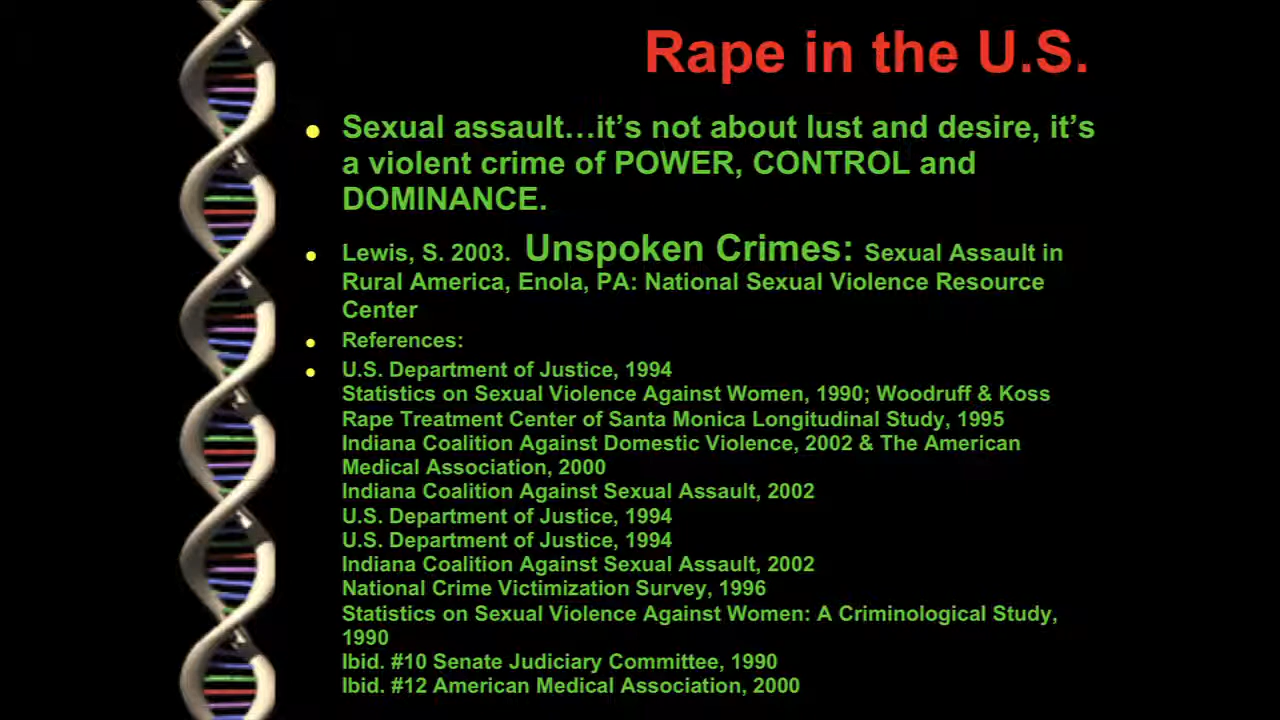 Rape in the U.S.
Sexual assault…it’s not about lust and desire, it’s
a violent crime of POWER, CONTROL and
DOMINANCE.
Lewis, S. 2003. Unspoken Crimes: Sexual Assault in
Rural America, Enola, PA: National Sexual Violence Resource
Center
References:
U.S. Department of Justice, 1994
Statistics on Sexual Violence Against Women, 1990; Woodruff & Koss
Rape Treatment Center of Santa Monica Longitudinal Study, 1995
Indiana Coalition Against Domestic Violence, 2002 & The American
Medical Association, 2000
Indiana Coalition Against Sexual Assault, 2002
U.S. Department of Justice, 1994
U.S. Department of Justice, 1994
Indiana Coalition Against Sexual Assault, 2002
National Crime Victimization Survey, 1996
Statistics on Sexual Violence Against Women: A Criminological Study,
1990
Ibid. #10 Senate Judiciary Committee, 1990
Ibid. #12 American Medical Association, 2000